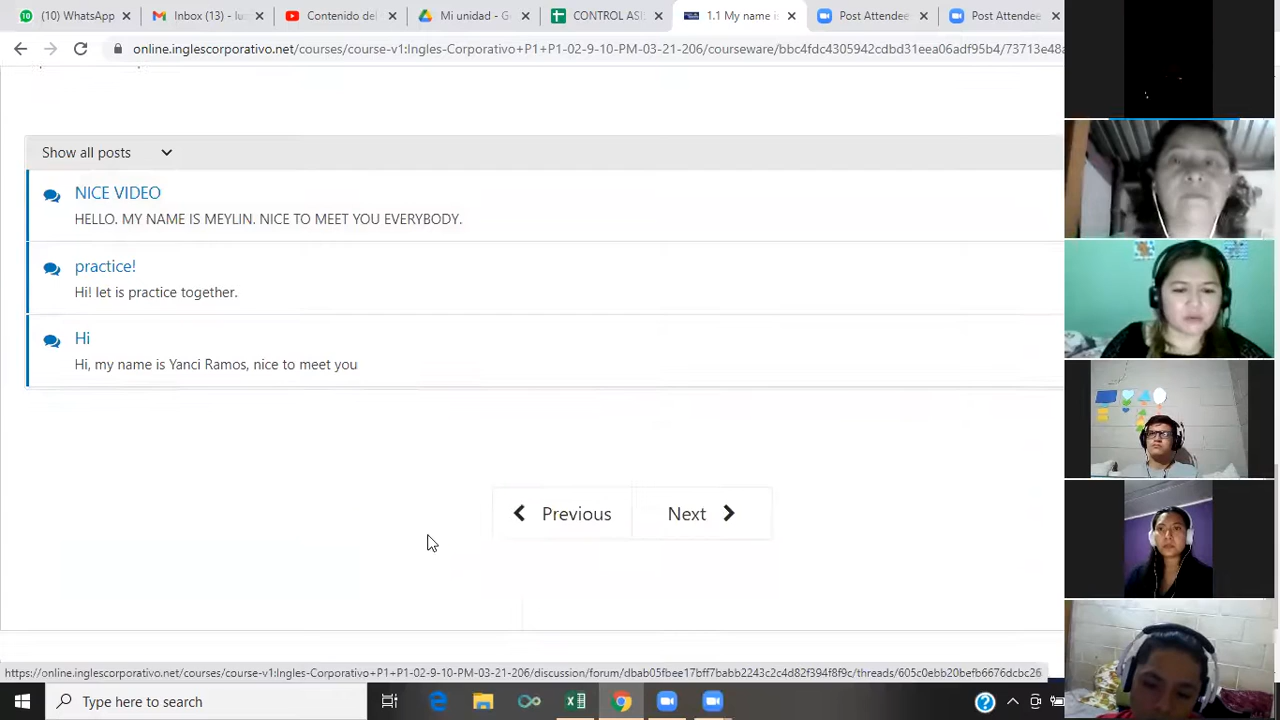 (10) WhatsApp
Inbox (13) - lu
Contenido del
Mi unidad - G
CONTROL ASI
1.1 My name i
Post Attendee
Post Attendee
online.inglescorporativo.net/courses/course-v1:Ingles-Corporativo+P1+P1-02-9-10-PM-03-21-206/courseware/bbc4fdc4305942cdbd31eea06adf95b4/73713e48a
Show all posts
NICE VIDEO
HELLO. MY NAME IS MEYLIN. NICE TO MEET YOU EVERYBODY.
practice!
Hi! let is practice together.
Hi
Hi, my name is Yanci Ramos, nice to meet you
Previous
Next
https://online.inglescorporativo.net/courses/course-v1:Ingles-Corporativo+P1+P1-02-9-10-PM-03-21-206/discussion/forum/dbab05fbee17bff7babb2243c2c4d82f394f8f9c/threads/605c0ebb20befb6676dcbc26
Type here to search